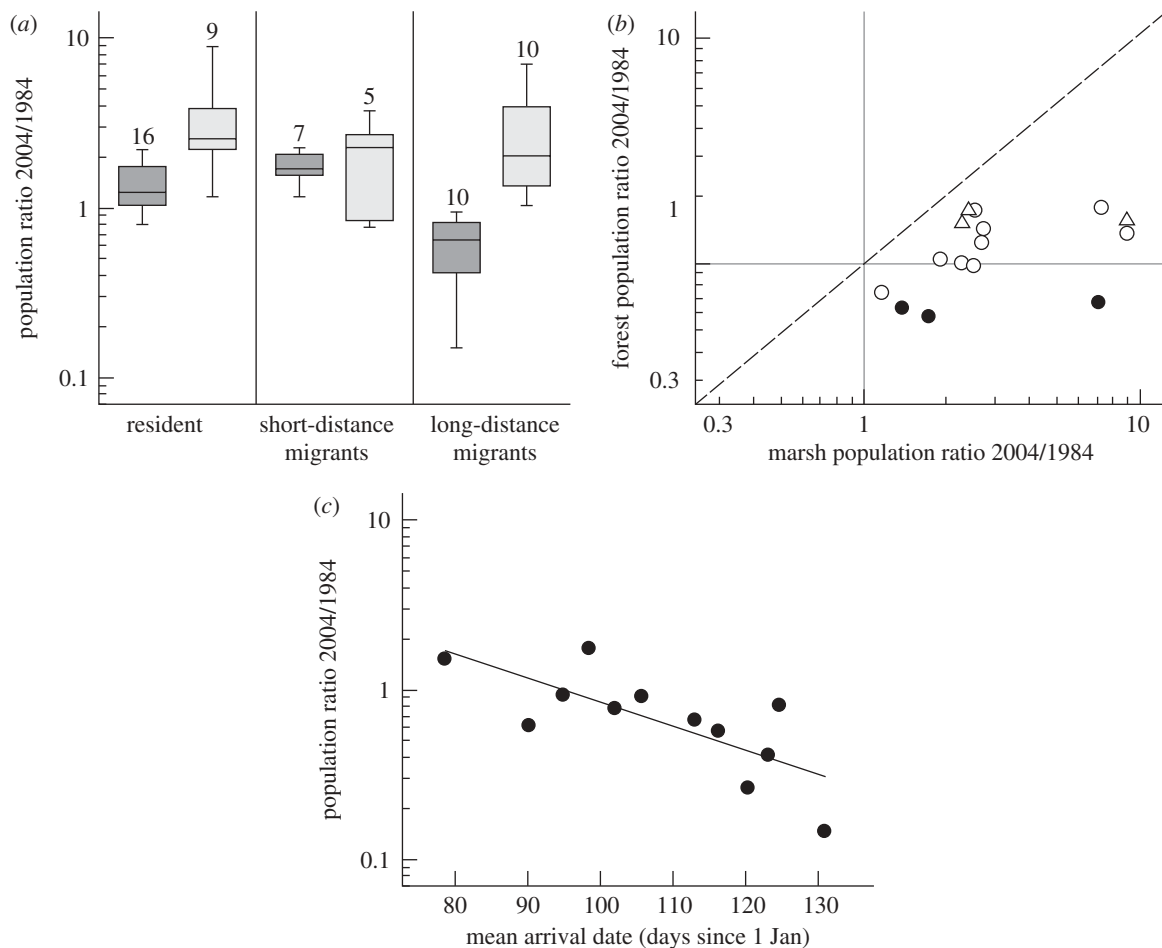 (a)
population ratio 2004/1984
10
1
0.1
16
9
7
5
10
10
resident
short-distance
migrants
long-distance
migrants
(b)
forest population ratio 2004/1984
10
1
0.3
0.3
1
10
marsh population ratio 2004/1984
(c)
population ratio 2004/1984
10
1
0.1
80
90
100
110
120
130
mean arrival date (days since 1 Jan)